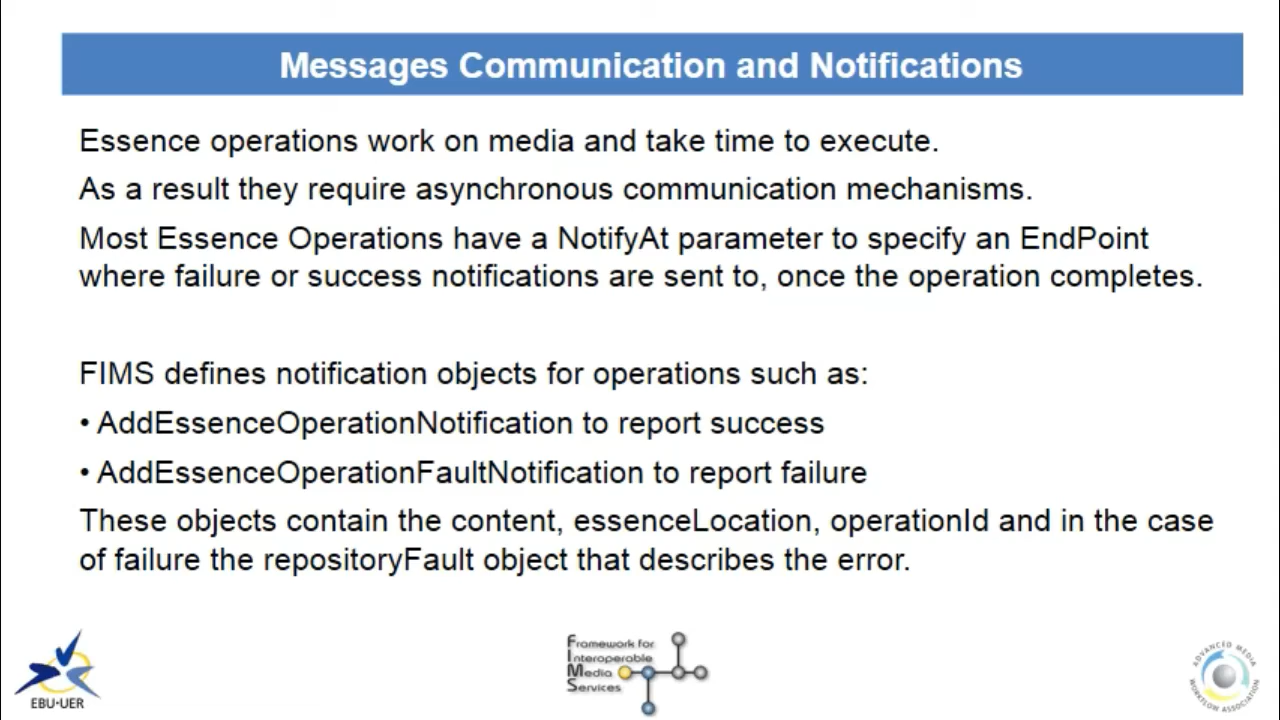 Messages Communication and Notifications
Essence operations work on media and take time to execute.
As a result they require asynchronous communication mechanisms.
Most Essence Operations have a NotifyAt parameter to specify an EndPoint
where failure or success notifications are sent to, once the operation completes.
FIMS defines notification objects for operations such as:
• AddEssenceOperationNotification to report success
• AddEssenceOperationFaultNotification to report failure
These objects contain the content, essenceLocation, operationId and in the case
of failure the repositoryFault object that describes the error.
EBU•UER
Framework for
Interoperable
Media
Services
ADVANCED MEDIA
WORKFLOW ASSOCIATION